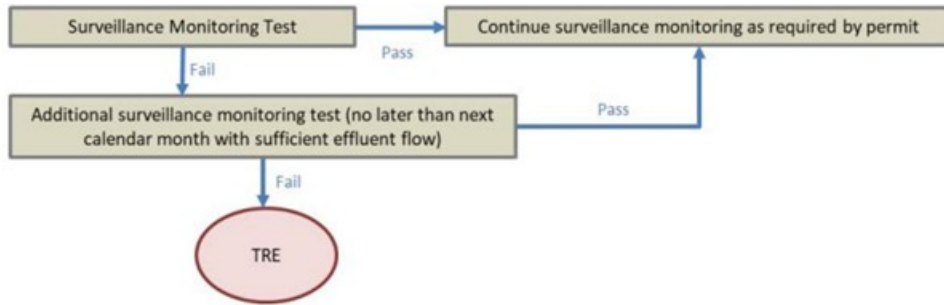 Surveillance Monitoring Test
Continue surveillance monitoring as required by permit
Pass
Fail
Additional surveillance monitoring test (no later than next
calendar month with sufficient effluent flow)
Pass
Fail
TRE